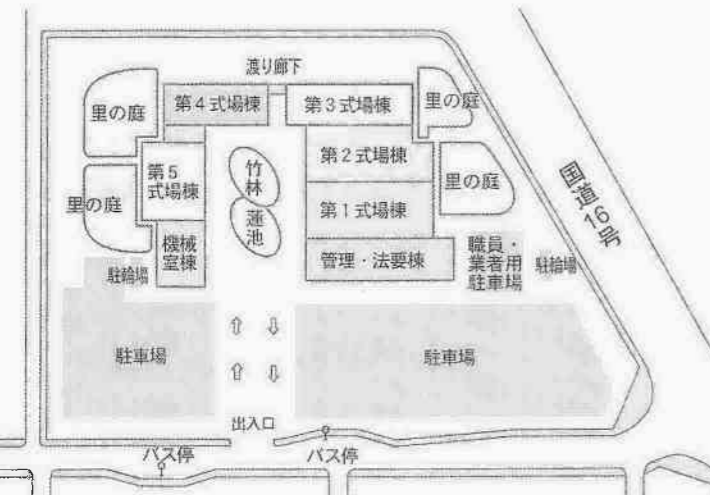 渡り廊下
里の庭
第4式場棟
第3式場棟
里の庭
第2式場棟
第5
式場棟
竹林
里の庭
国道16号
里の庭
蓮池
第1式場棟
機械
室棟
管理・法要棟
職員・
業者用
駐車場
駐輪場
駐輪場
駐車場
駐車場
出入口
バス停
バス停